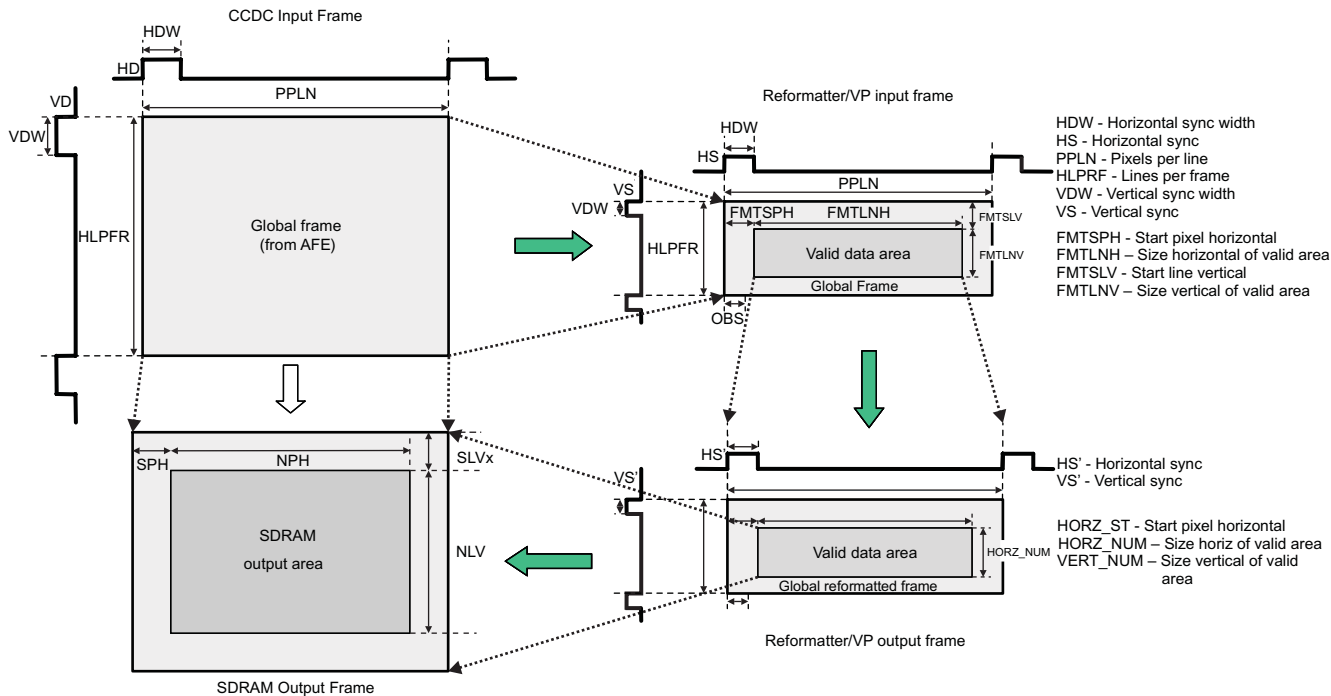 CCDC Input Frame
HDW
HD
PPLN
VD
VDW
HLPFR
Global frame
(from AFE)
Reformatter/VP input frame
HDW
HS
PPLN
VS
VDW
HLPFR
FMTSPH
FMTLNH
FMTSLV
Valid data area
FMTLNV
Global Frame
OBS
HDW - Horizontal sync width
HS - Horizontal sync
PPLN - Pixels per line
HLPRF - Lines per frame
VDW - Vertical sync width
VS - Vertical sync
FMTSPH - Start pixel horizontal
FMTLNH – Size horizontal of valid area
FMTSLV - Start line vertical
FMTLNV – Size vertical of valid area
SPH
NPH
SLVx
SDRAM
output area
NLV
SDRAM Output Frame
HS'
VS'
Valid data area
HORZ_NUM
Global reformatted frame
Reformatter/VP output frame
HS' - Horizontal sync
VS' - Vertical sync
HORZ_ST - Start pixel horizontal
HORZ_NUM – Size horiz of valid area
VERT_NUM – Size vertical of valid
area